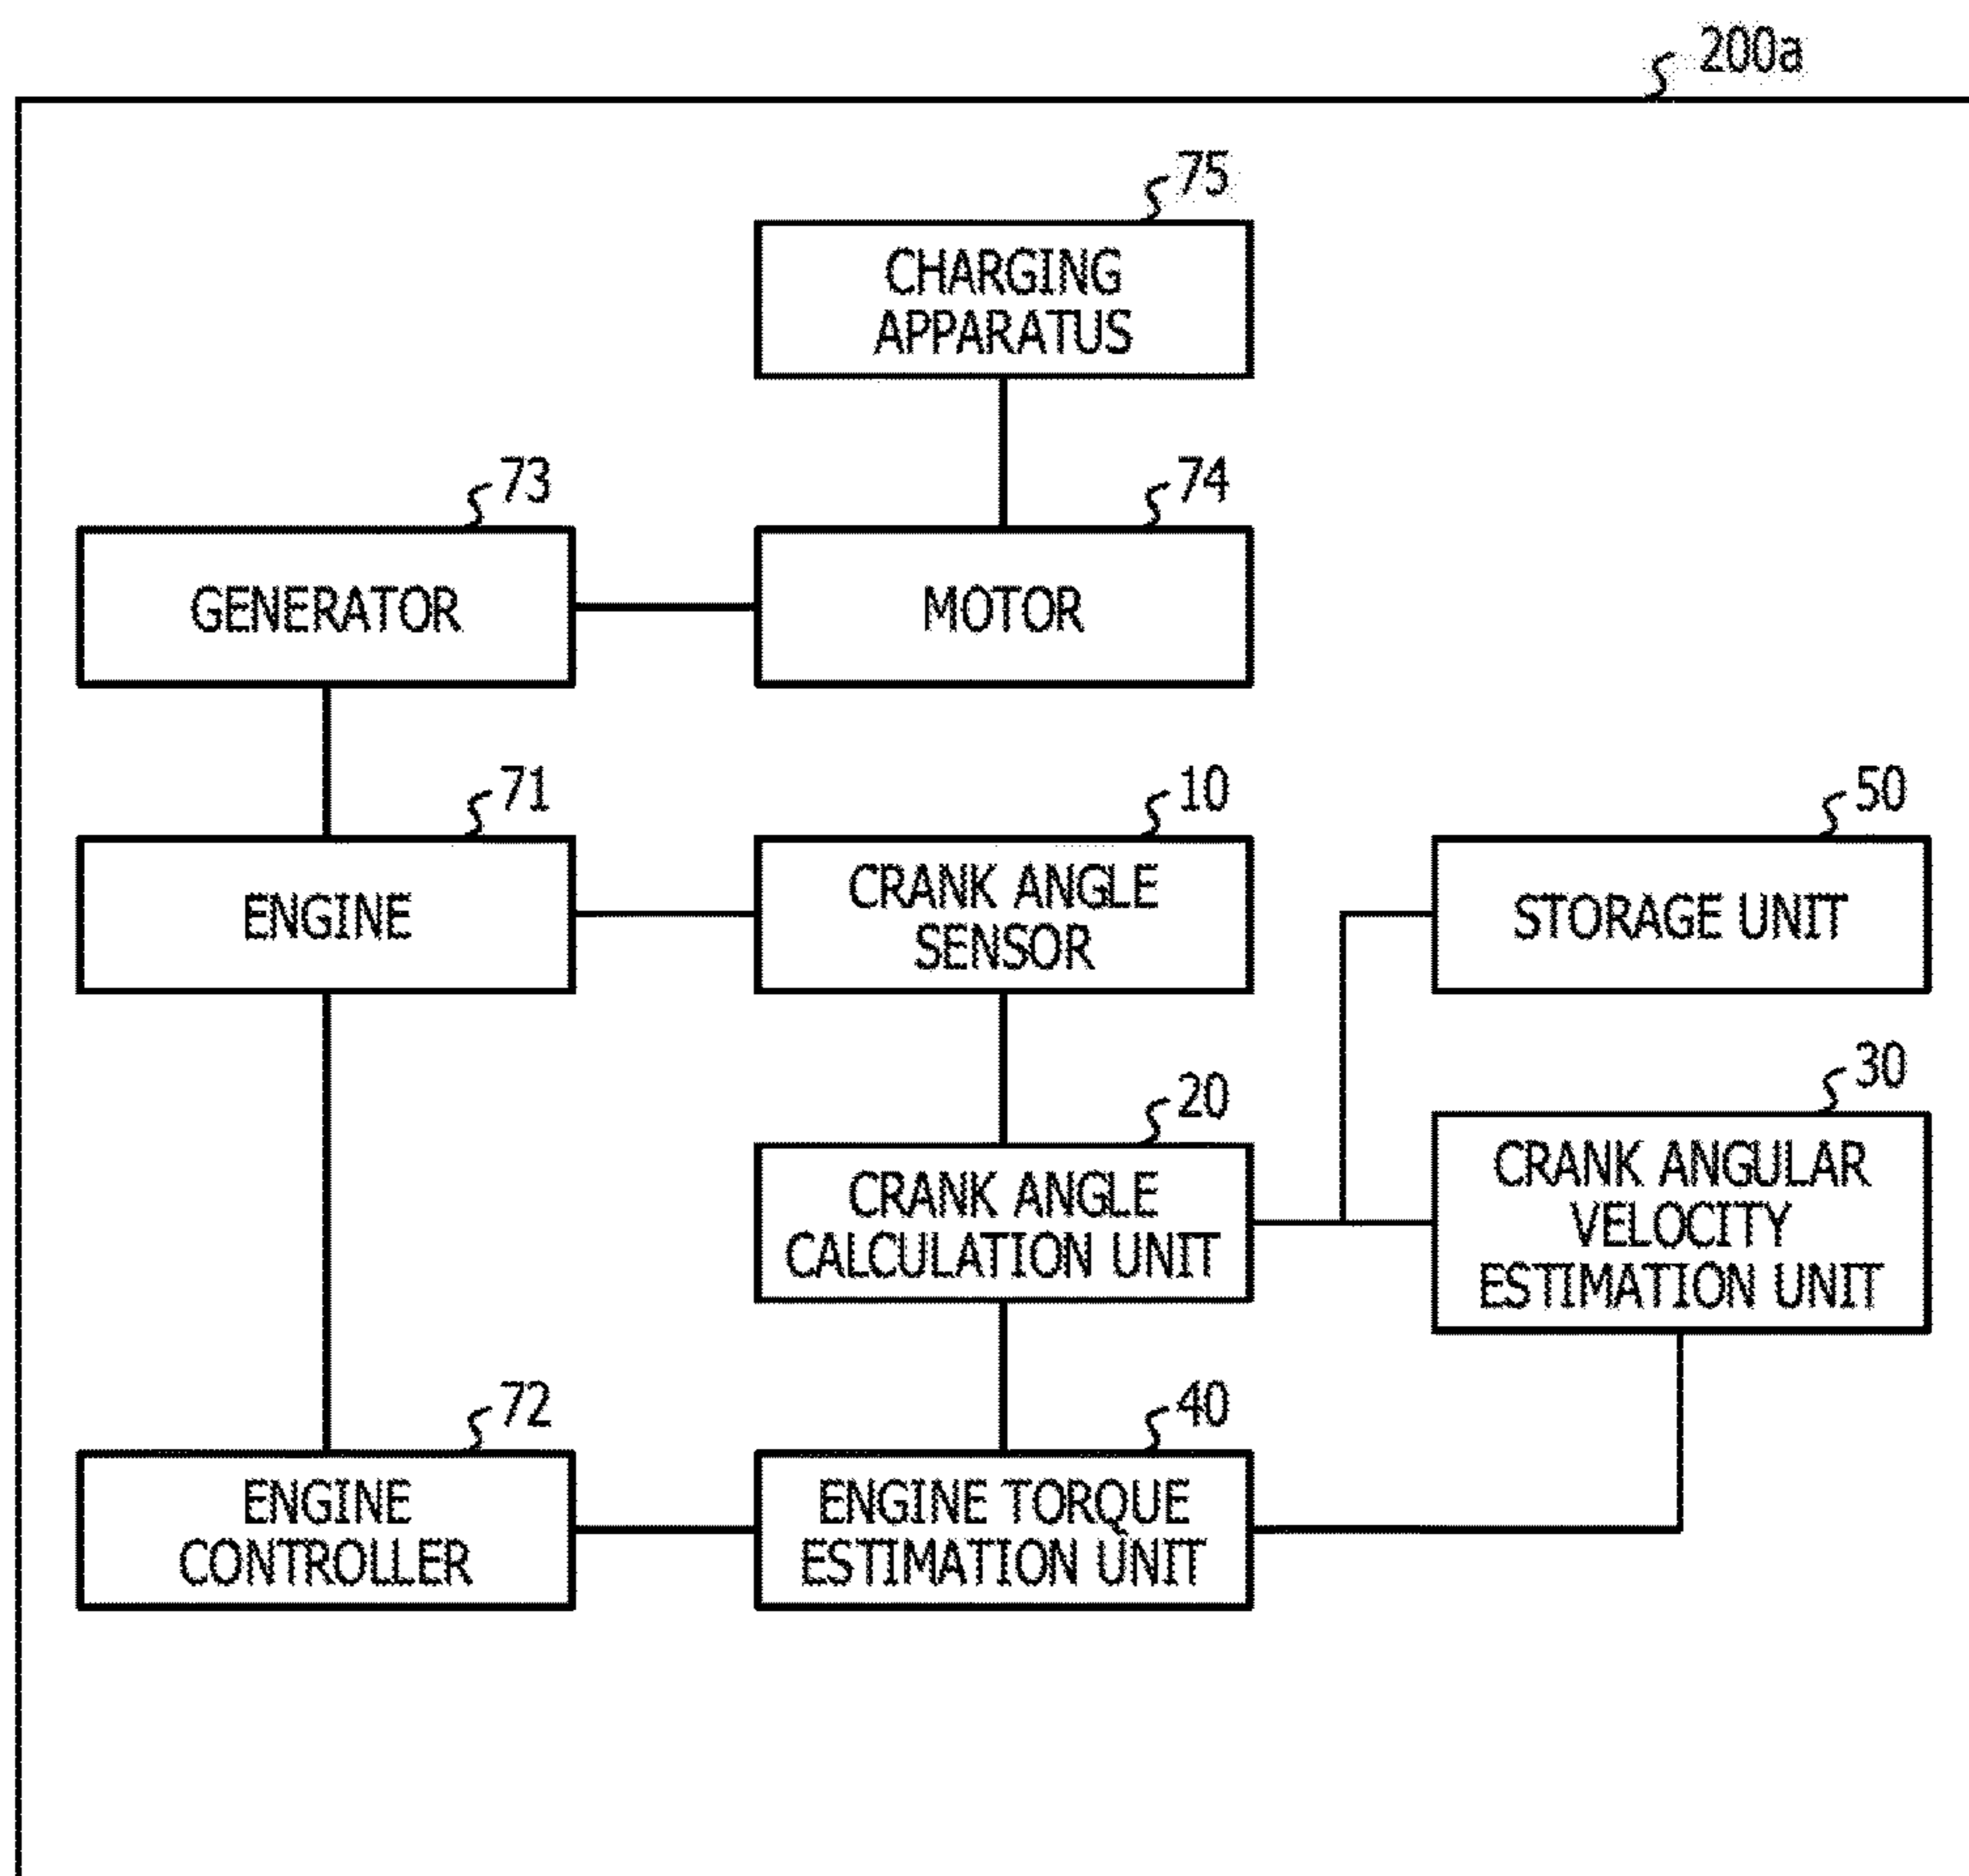 200a
75
CHARGING
APPARATUS
73
GENERATOR
74
MOTOR
71
ENGINE
10
CRANK ANGLE
SENSOR
50
STORAGE UNIT
20
CRANK ANGLE
CALCULATION UNIT
30
CRANK ANGULAR
VELOCITY
ESTIMATION UNIT
72
ENGINE
CONTROLLER
40
ENGINE TORQUE
ESTIMATION UNIT